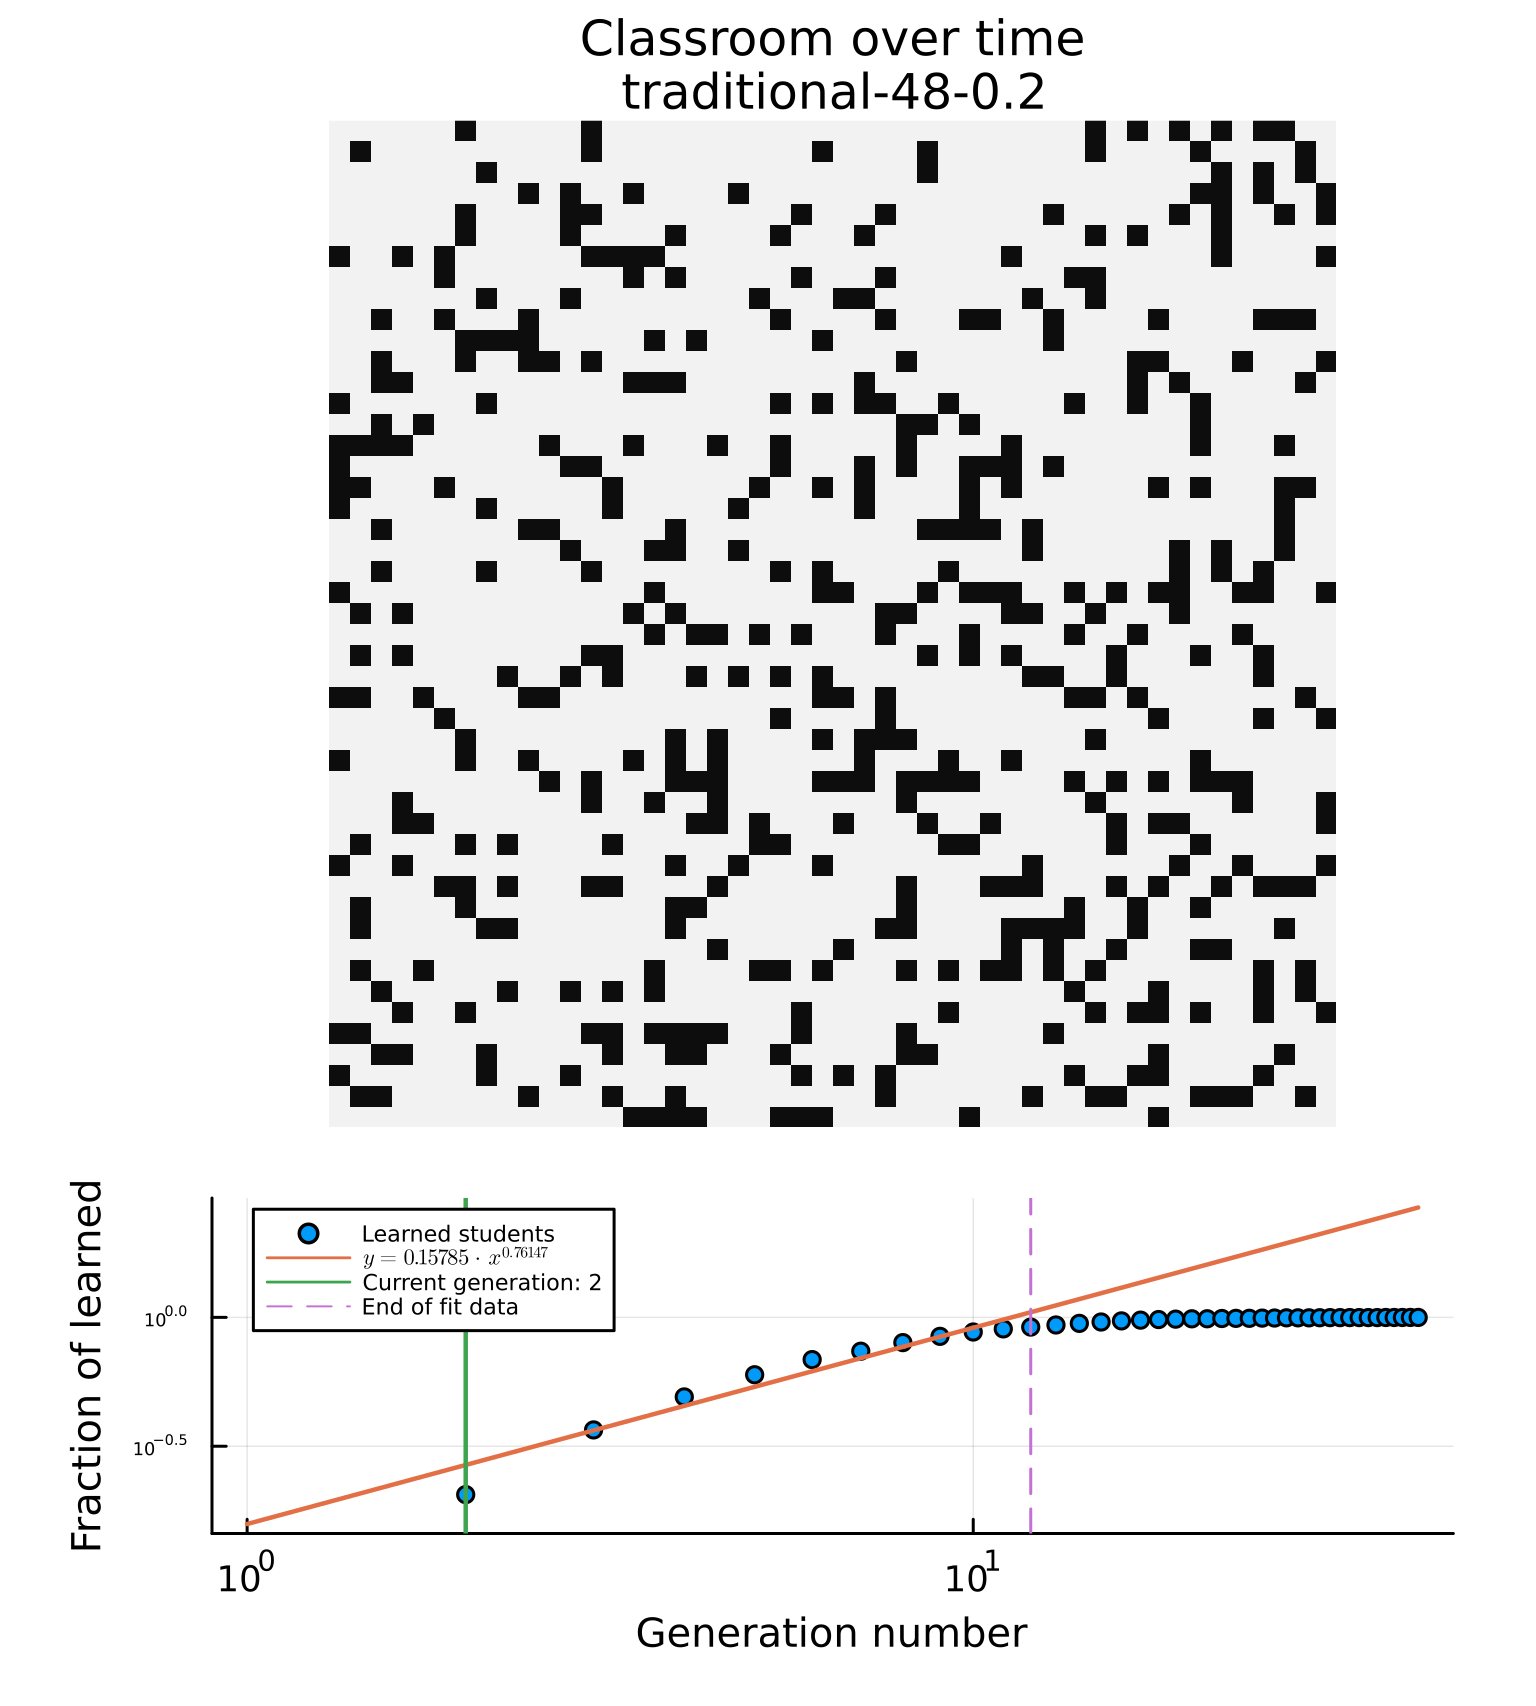 Classroom over time
traditional-48-0.2
Fraction of learned
Learned students
y = 0.15785 · x^0.76147
Current generation: 2
End of fit data
10^0.0
10^−0.5
10^0
10^1
Generation number